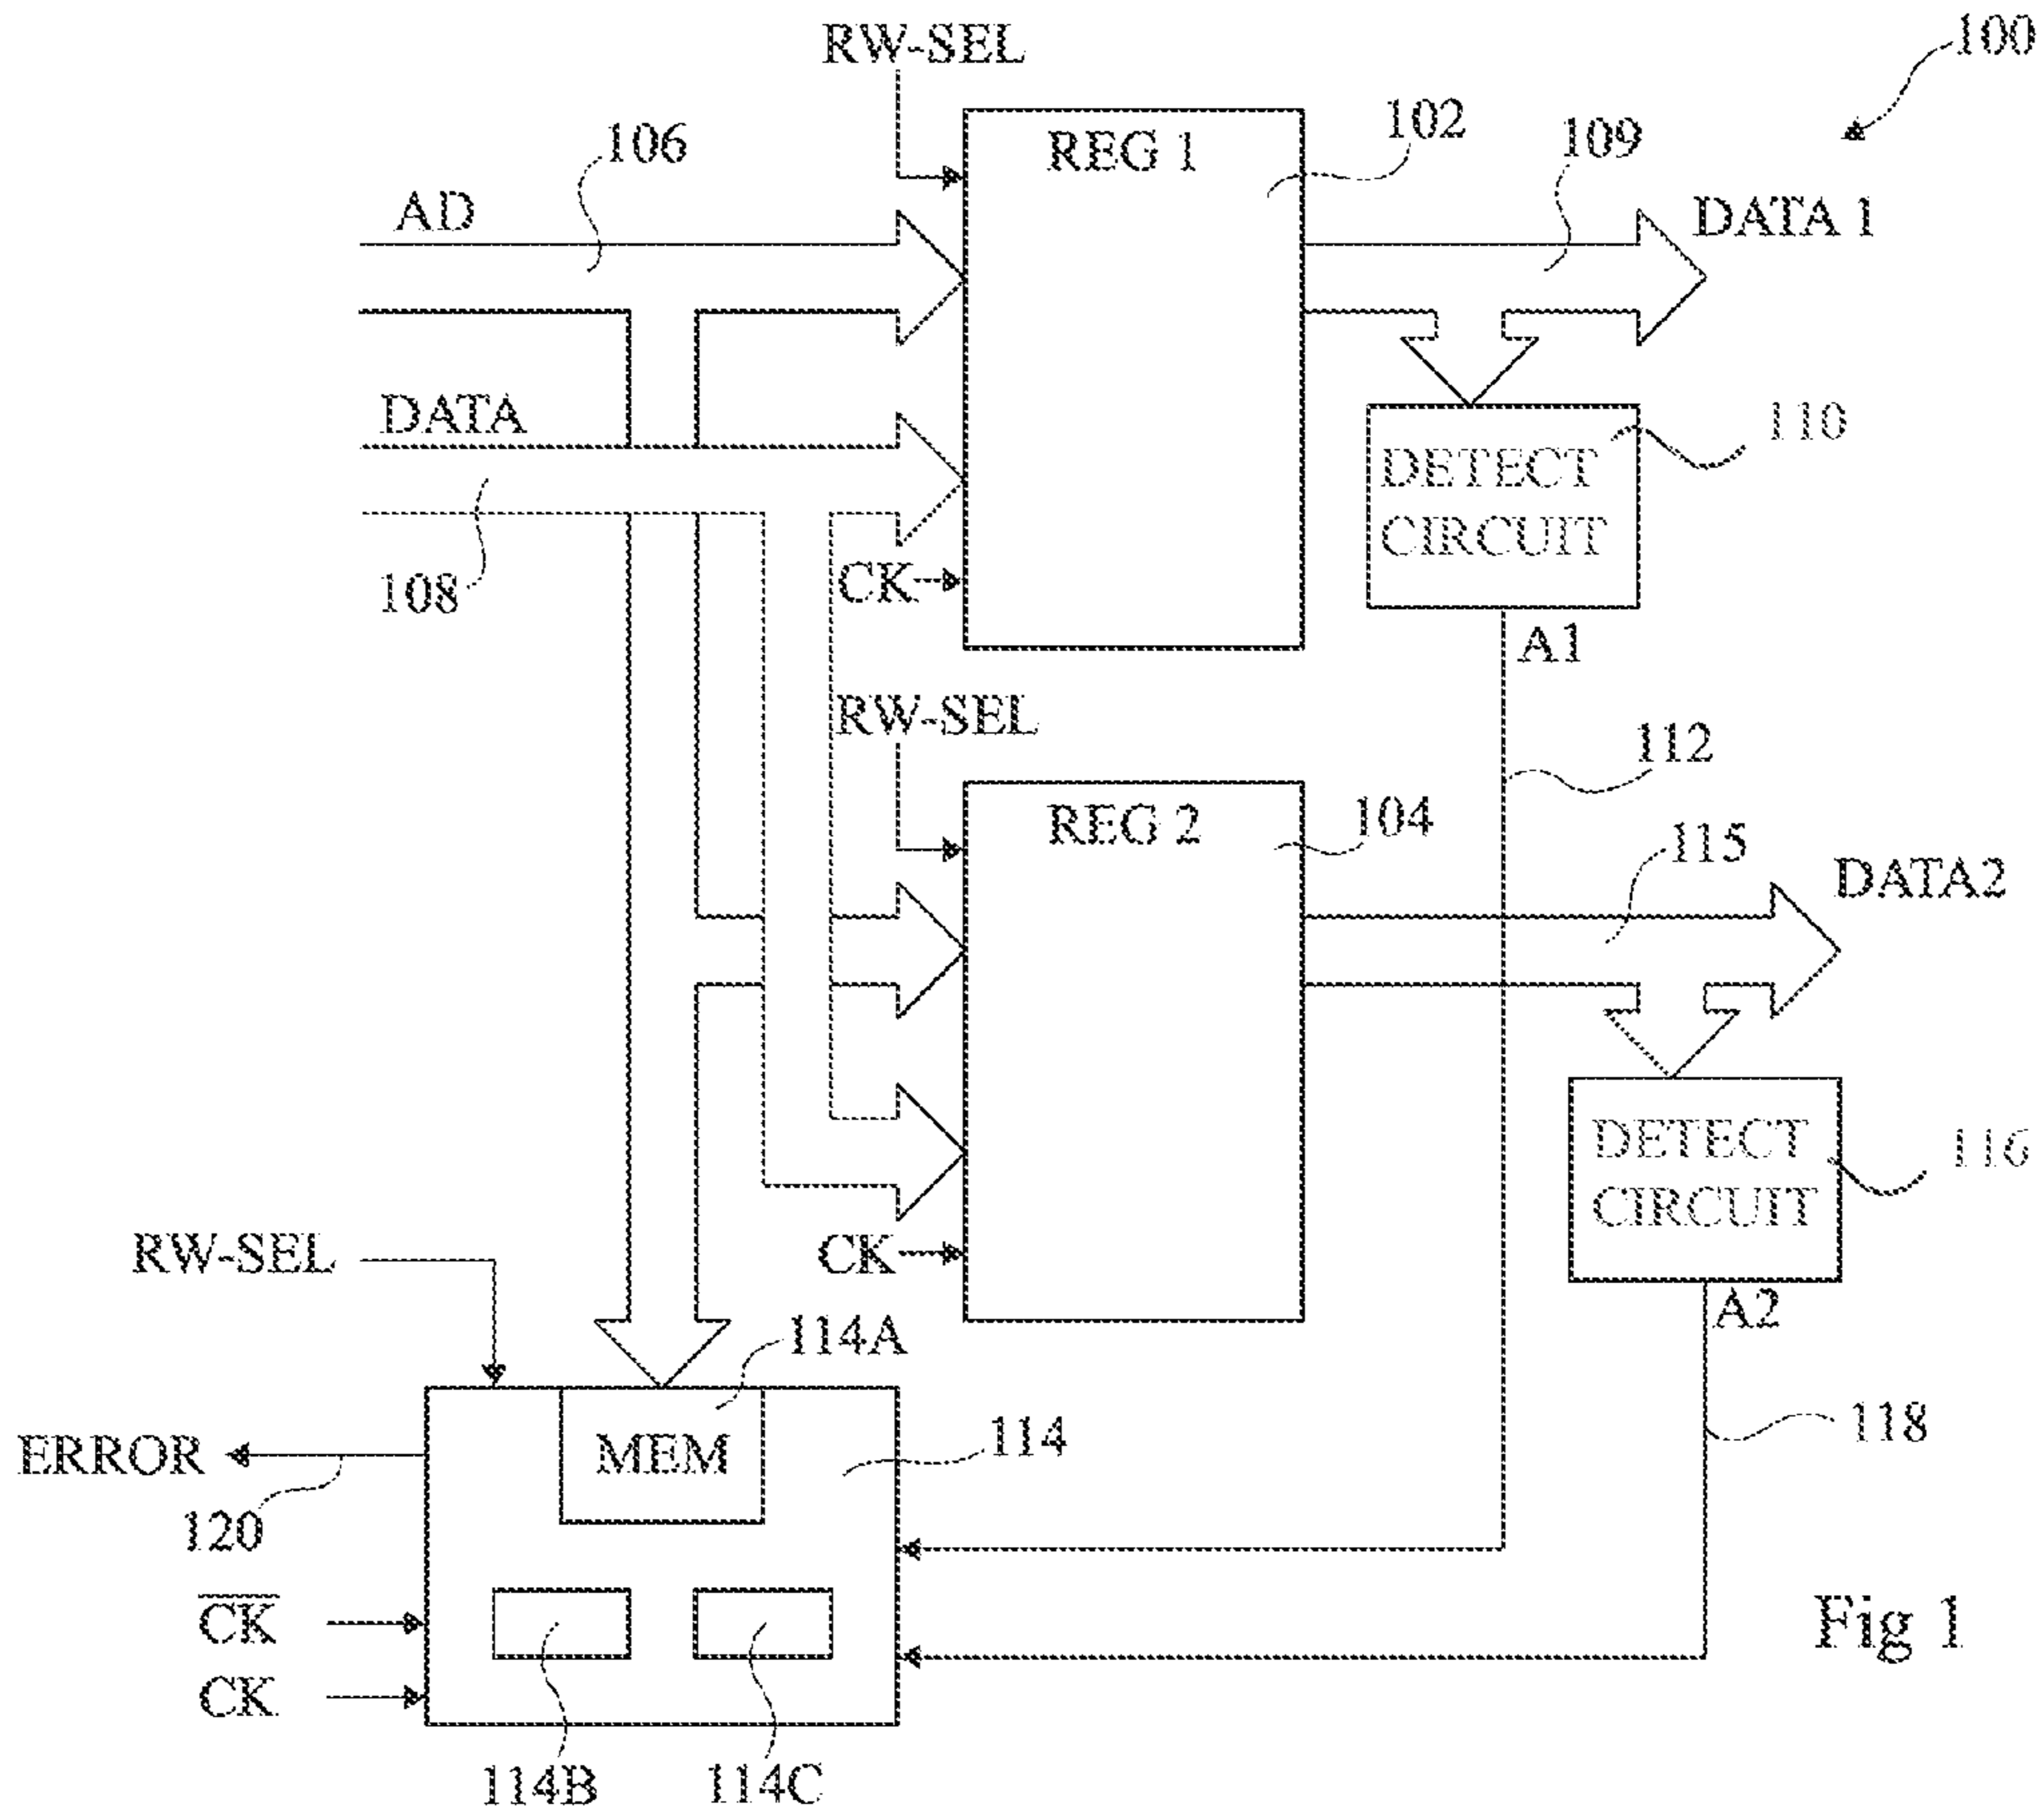 RW-SEL
100
106
REG 1
102
109
AD
DATA 1
DATA
110
DETECT
CIRCUIT
108
CK
A1
RW-SEL
112
REG 2
104
115
DATA2
DETECT
CIRCUIT
116
RW-SEL
CK
A2
114A
118
114
ERROR
MEM
120
CK
Fig 1
CK
114B
114C